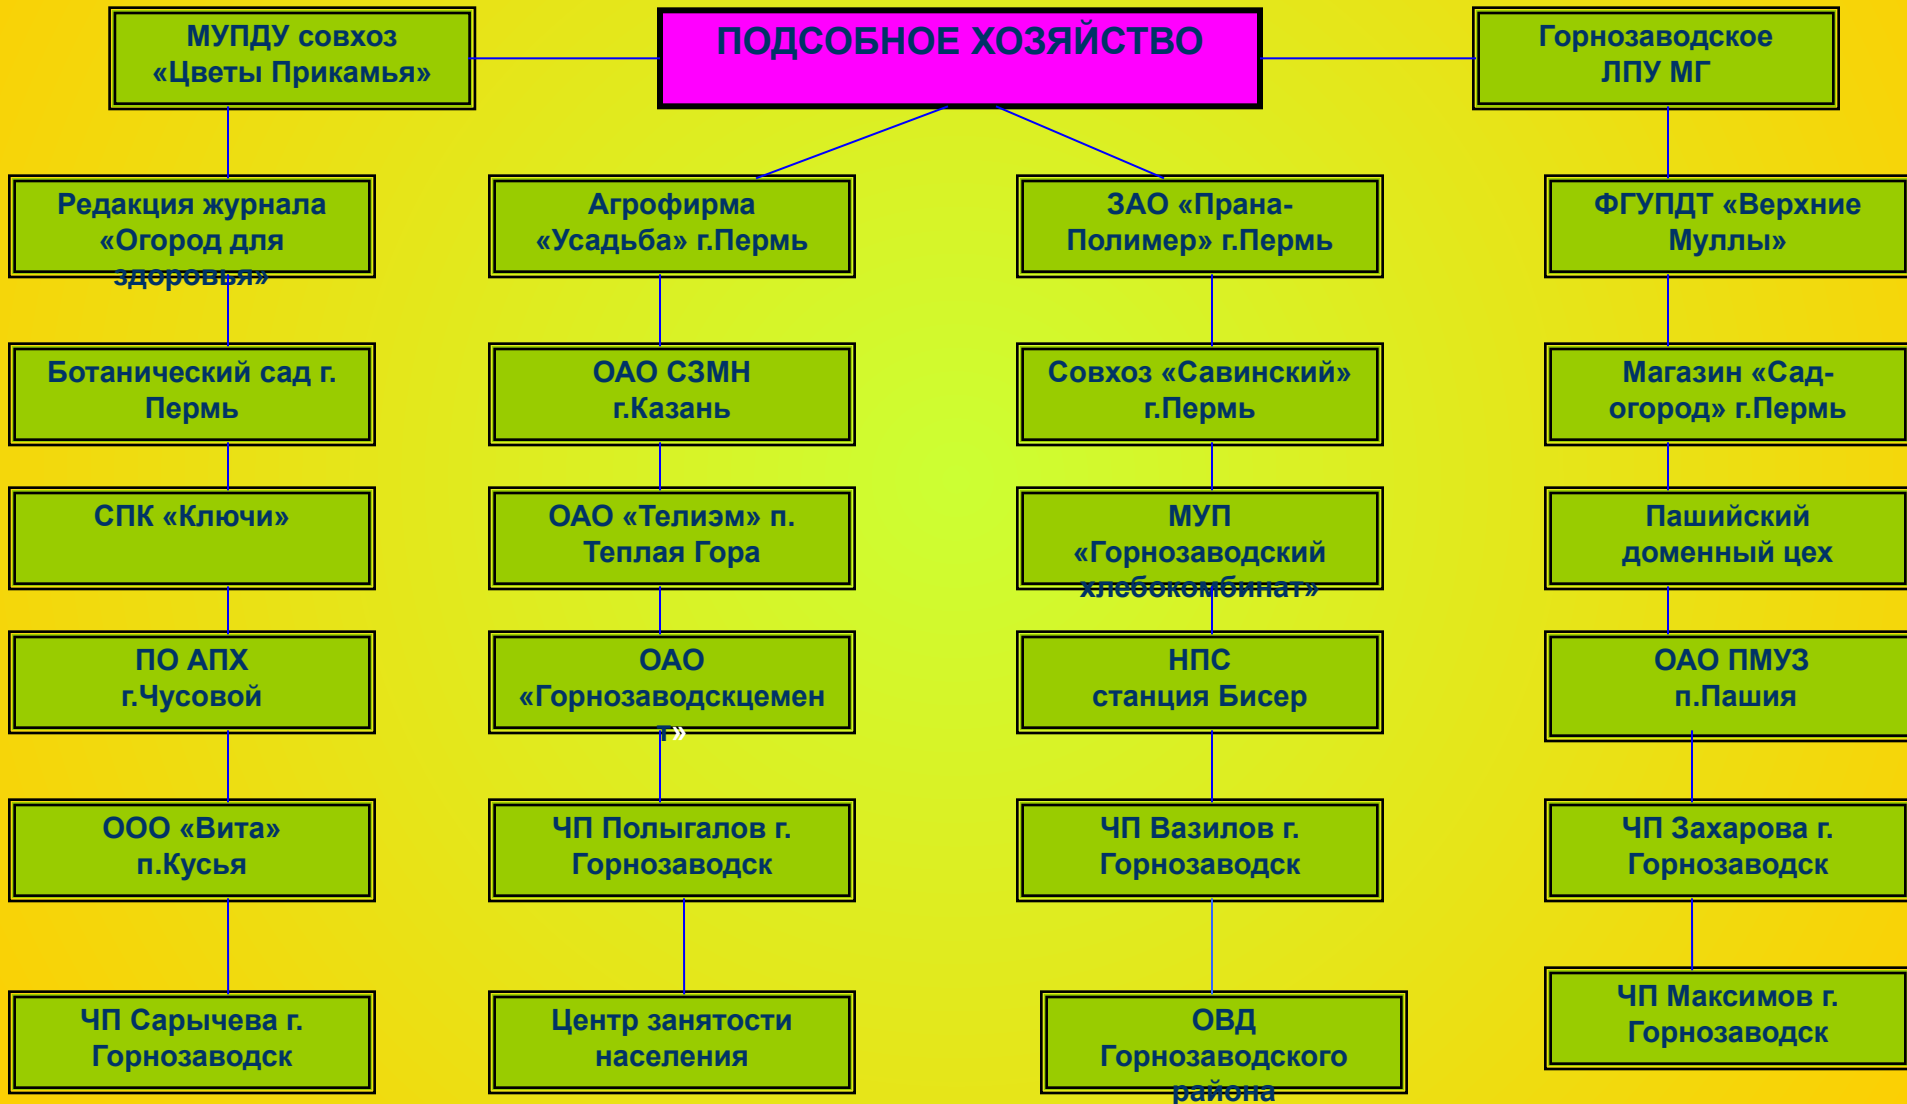 МУПДУ совхоз
«Цветы Прикамья»
ПОДСОБНОЕ ХОЗЯЙСТВО
Горнозаводское
ЛПУ МГ
Редакция журнала
«Огород для
здоровья»
Агрофирма
«Усадьба» г.Пермь
ЗАО «Прана-
Полимер» г.Пермь
ФГУПДТ «Верхние
Муллы»
Ботанический сад г.
Пермь
ОАО СЗМН
г.Казань
Совхоз «Савинский»
г.Пермь
Магазин «Сад-
огород» г.Пермь
СПК «Ключи»
ОАО «Телиэм» п.
Теплая Гора
МУП
«Горнозаводский
хлебокомбинат»
Пашийский
доменный цех
ПО АПХ
г.Чусовой
ОАО
«Горнозаводскцемен
т»
НПС
станция Бисер
ОАО ПМУЗ
п.Пашия
ООО «Вита»
п.Кусья
ЧП Полыгалов г.
Горнозаводск
ЧП Вазилов г.
Горнозаводск
ЧП Захарова г.
Горнозаводск
ЧП Сарычева г.
Горнозаводск
Центр занятости
населения
ОВД
Горнозаводского
района
ЧП Максимов г.
Горнозаводск